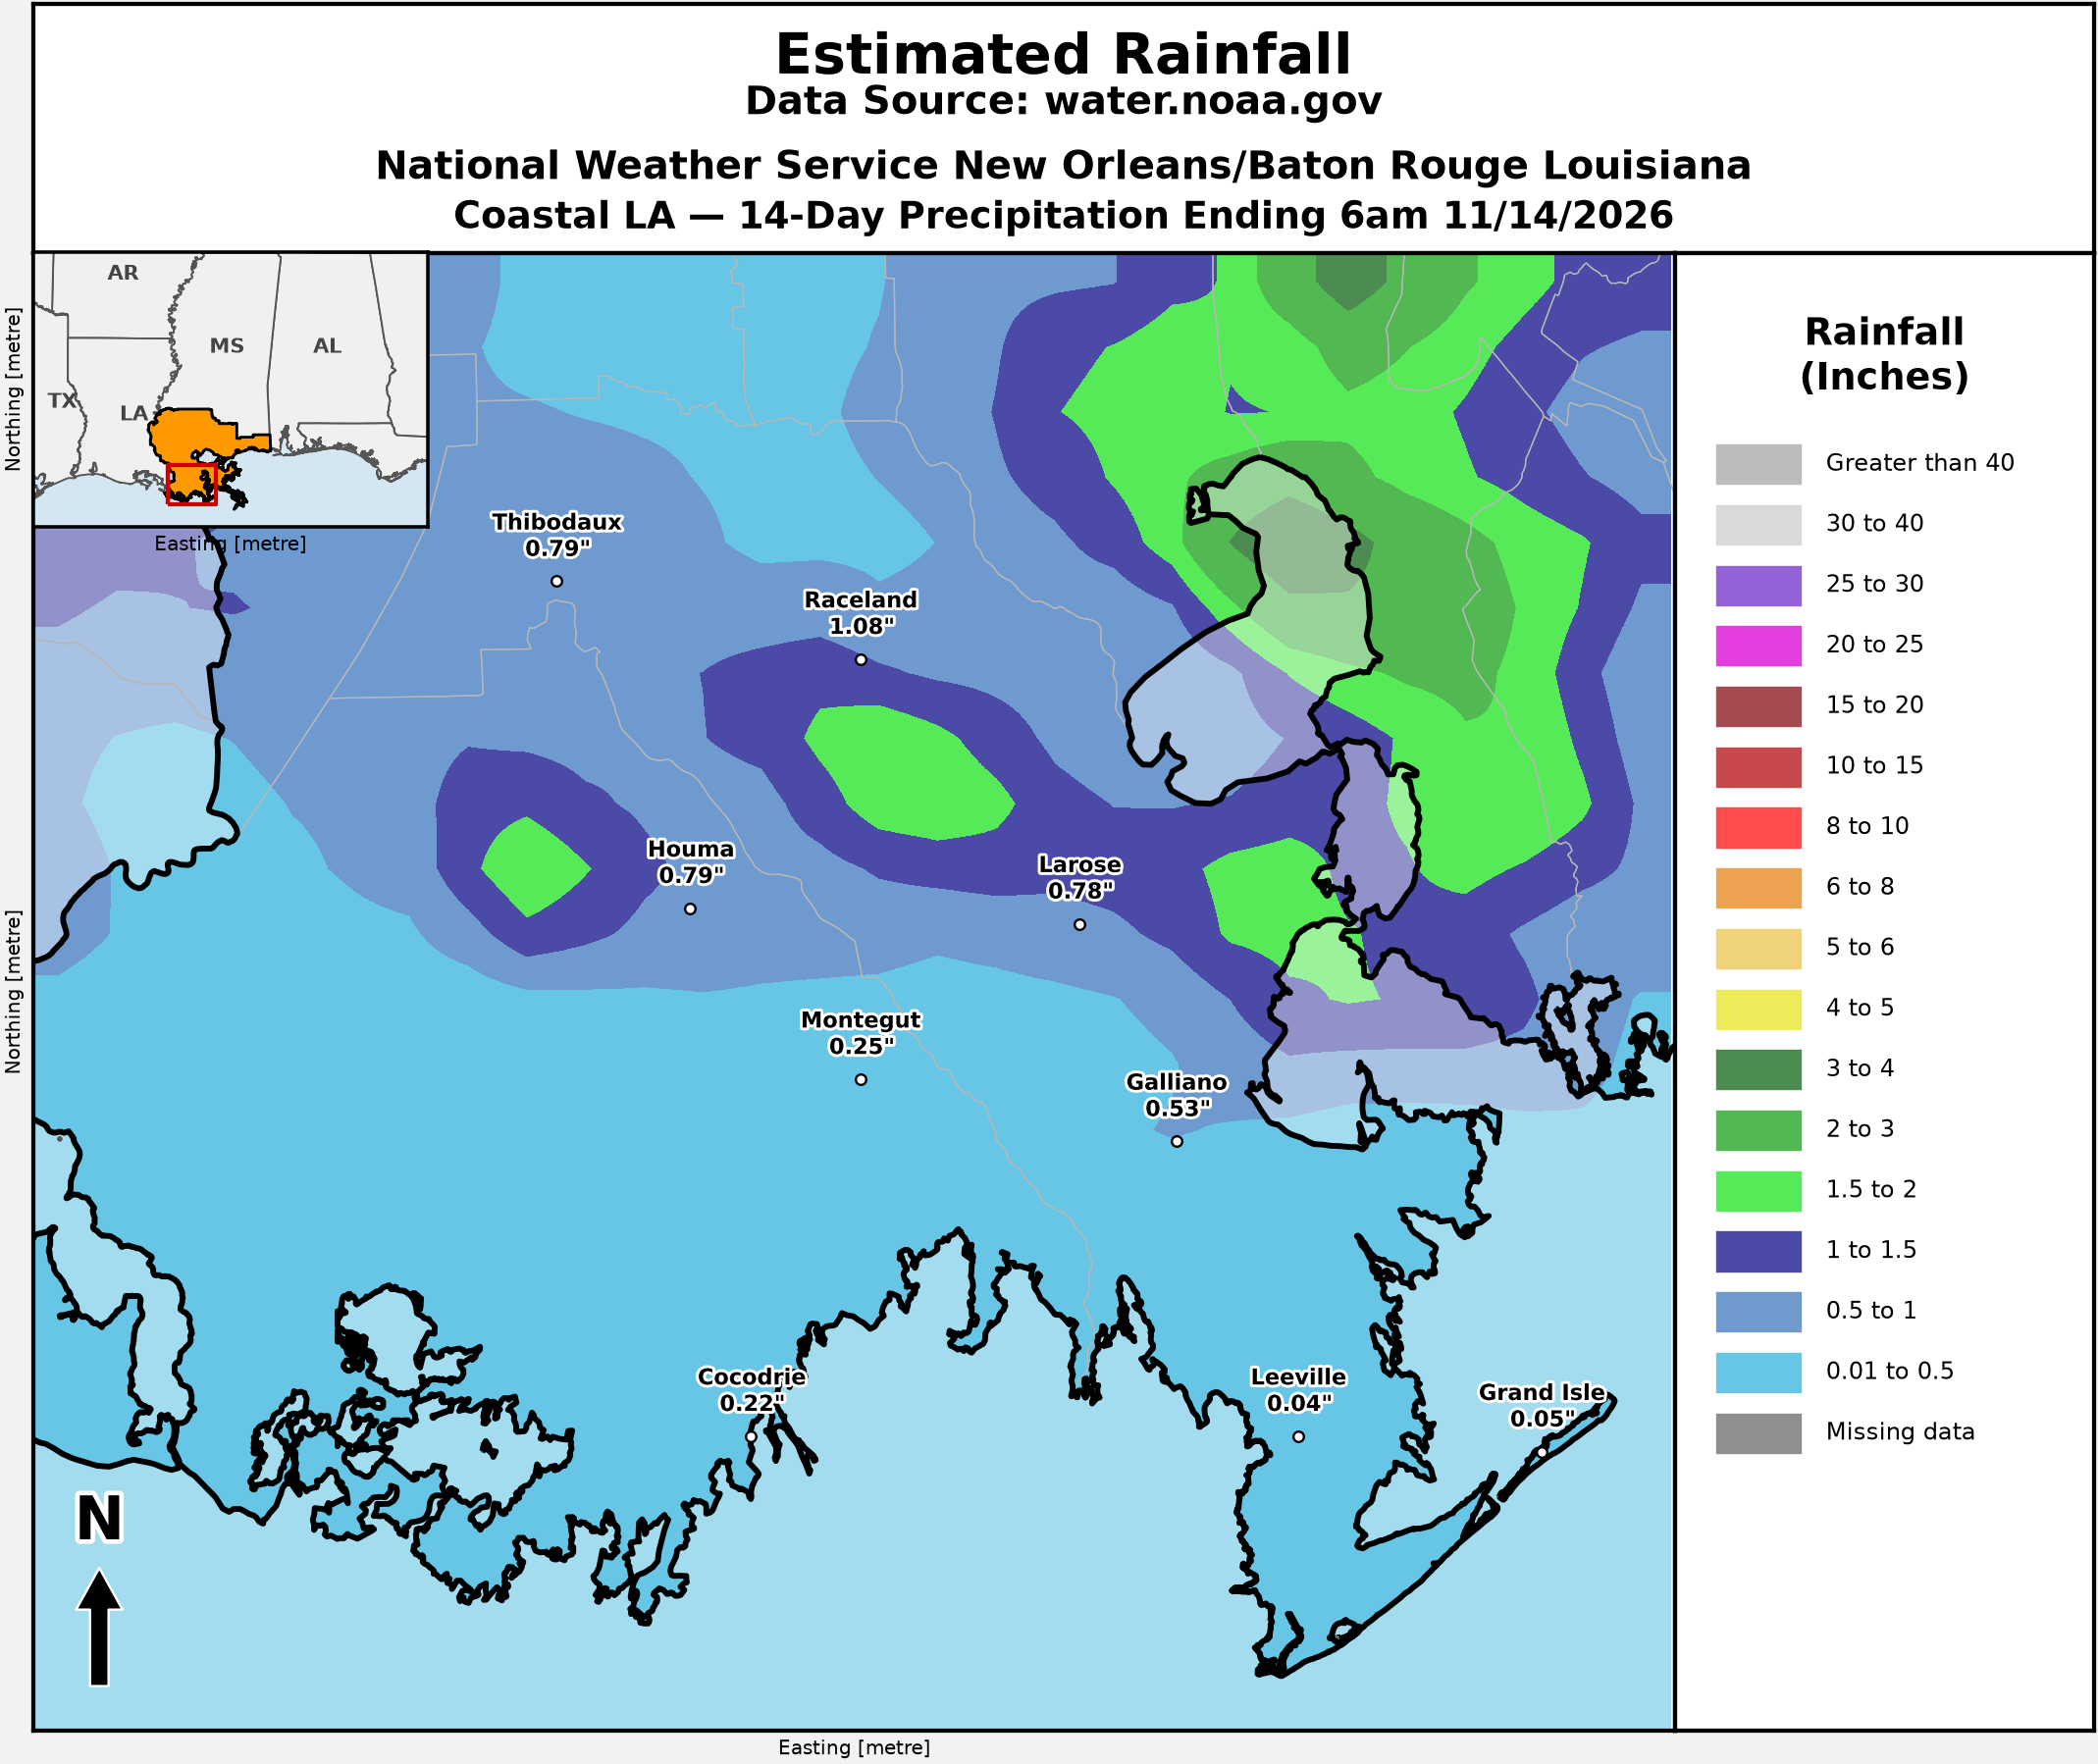 Estimated Rainfall
Data Source: water.noaa.gov
National Weather Service New Orleans/Baton Rouge Louisiana
Coastal LA — 14-Day Precipitation Ending 6am 11/14/2026
AR
MS
AL
TX
LA
Easting [metre]
Northing [metre]
Northing [metre]
Thibodaux
0.79"
Raceland
1.08"
Houma
0.79"
Larose
0.78"
Montegut
0.25"
Galliano
0.53"
Cocodrie
0.22"
Leeville
0.04"
Grand Isle
0.05"
N
Easting [metre]
Rainfall
(Inches)
Greater than 40
30 to 40
25 to 30
20 to 25
15 to 20
10 to 15
8 to 10
6 to 8
5 to 6
4 to 5
3 to 4
2 to 3
1.5 to 2
1 to 1.5
0.5 to 1
0.01 to 0.5
Missing data